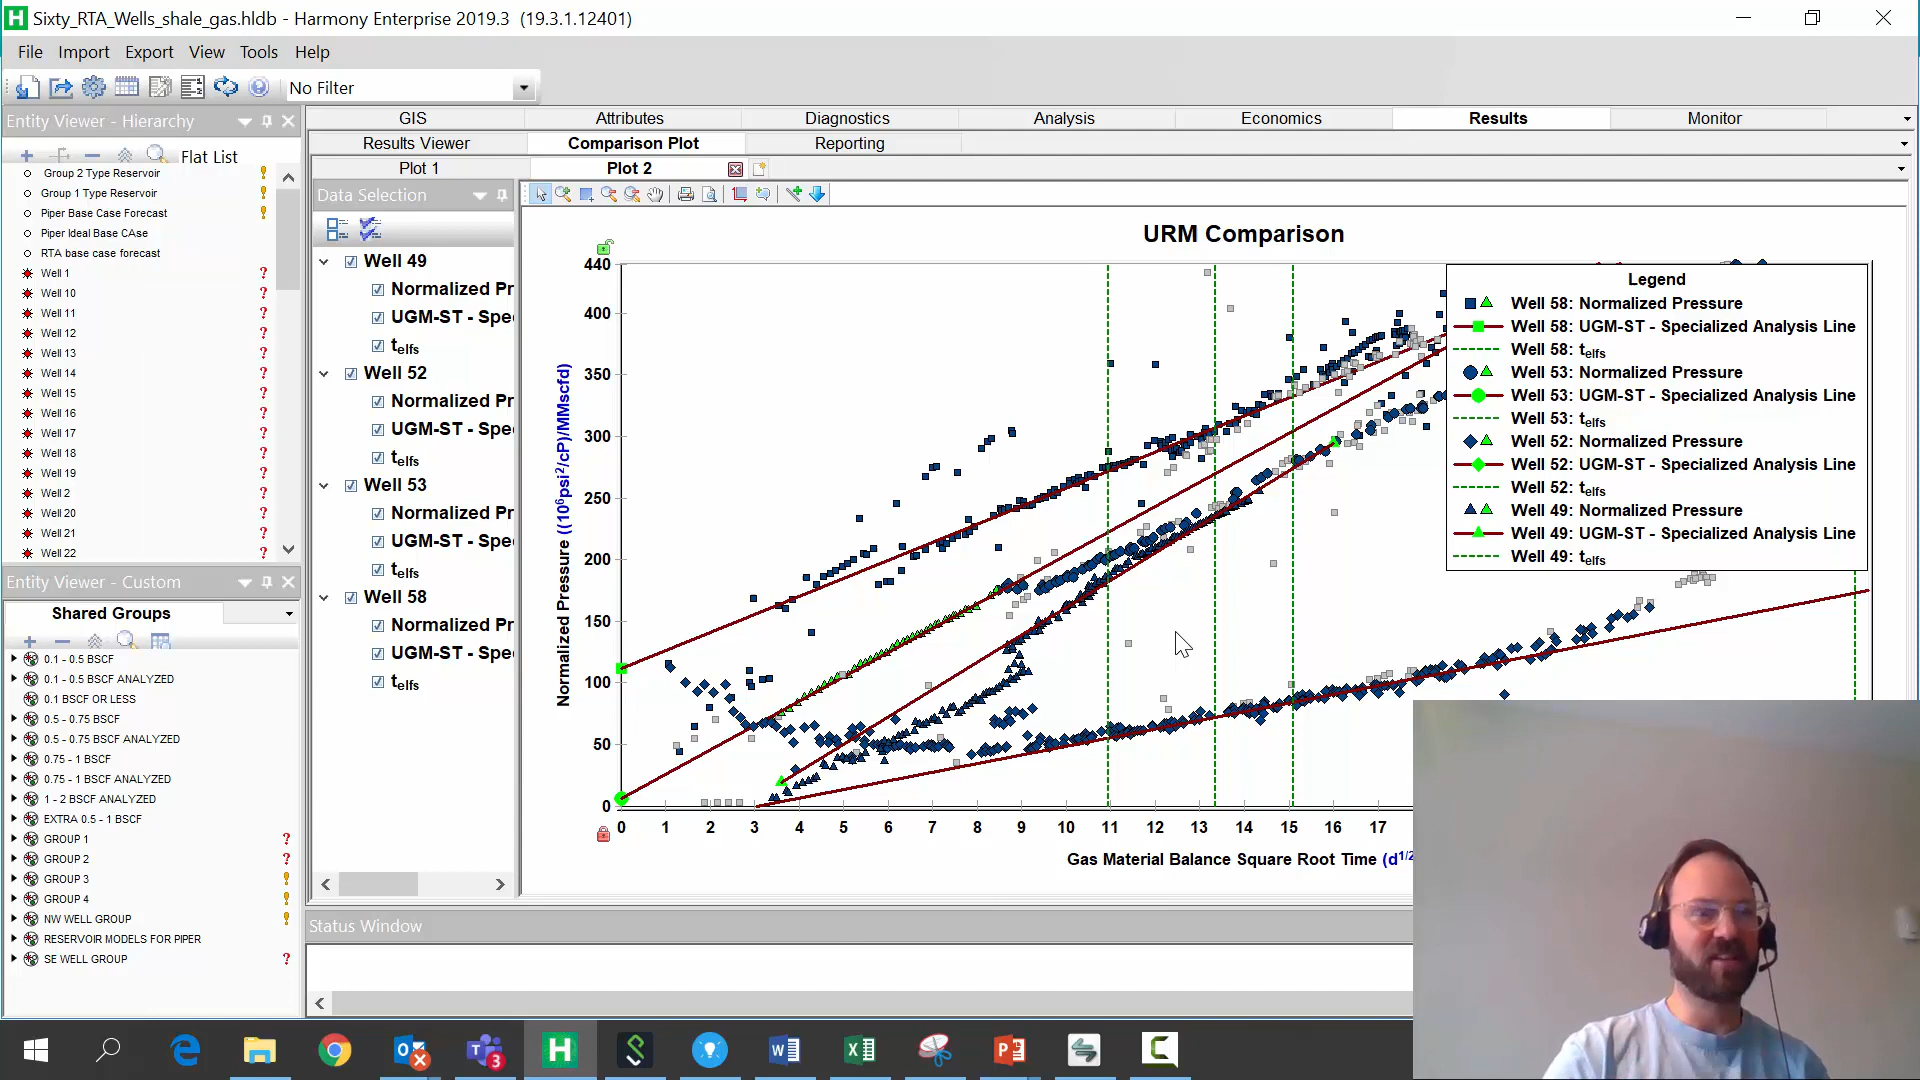 Sixty_RTA_Wells_shale_gas.hldb - Harmony Enterprise 2019.3 (19.3.1.12401)
File Import Export View Tools Help
No Filter
Entity Viewer - Hierarchy
Flat List
Group 2 Type Reservoir
Group 1 Type Reservoir
Piper Base Case Forecast
Piper Ideal Base CAse
RTA base case forecast
Well 1
Well 10
Well 11
Well 12
Well 13
Well 14
Well 15
Well 16
Well 17
Well 18
Well 19
Well 2
Well 20
Well 21
Well 22
Entity Viewer - Custom
Shared Groups
0.1 - 0.5 BSCF
0.1 - 0.5 BSCF ANALYZED
0.1 BSCF OR LESS
0.5 - 0.75 BSCF
0.5 - 0.75 BSCF ANALYZED
0.75 - 1 BSCF
0.75 - 1 BSCF ANALYZED
1 - 2 BSCF ANALYZED
EXTRA 0.5 - 1 BSCF
GROUP 1
GROUP 2
GROUP 3
GROUP 4
NW WELL GROUP
RESERVOIR MODELS FOR PIPER
SE WELL GROUP
GIS Attributes Diagnostics Analysis Economics Results Monitor
Results Viewer Comparison Plot Reporting
Plot 1 Plot 2
Data Selection
Well 49
Normalized Pr
UGM-ST - Spe
telfs
Well 52
Normalized Pr
UGM-ST - Spe
telfs
Well 53
Normalized Pr
UGM-ST - Spe
telfs
Well 58
Normalized Pr
UGM-ST - Spe
telfs
URM Comparison
Normalized Pressure ((10⁶psi²/cP)/MMscfd)
440
400
350
300
250
200
150
100
50
0
0 1 2 3 4 5 6 7 8 9 10 11 12 13 14 15 16 17
Gas Material Balance Square Root Time (d1/2
Legend
Well 58: Normalized Pressure
Well 58: UGM-ST - Specialized Analysis Line
Well 58: telfs
Well 53: Normalized Pressure
Well 53: UGM-ST - Specialized Analysis Line
Well 53: telfs
Well 52: Normalized Pressure
Well 52: UGM-ST - Specialized Analysis Line
Well 52: telfs
Well 49: Normalized Pressure
Well 49: UGM-ST - Specialized Analysis Line
Well 49: telfs
Status Window
3